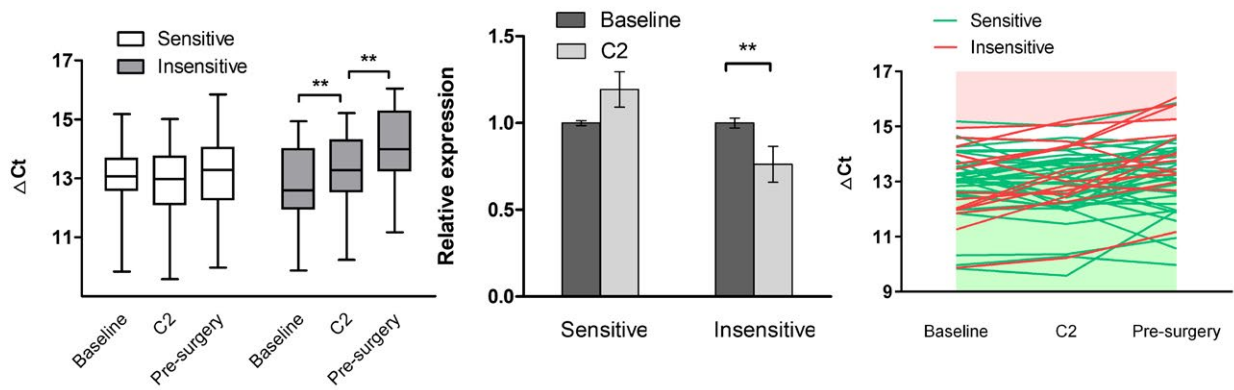 Sensitive
Insensitive
**
**
△Ct
17
15
13
11
Baseline
C2
Pre-surgery
Baseline
C2
Pre-surgery
Baseline
C2
**
Relative expression
1.5
1.0
0.5
0.0
Sensitive
Insensitive
Sensitive
Insensitive
△Ct
17
15
13
11
9
Baseline
C2
Pre-surgery